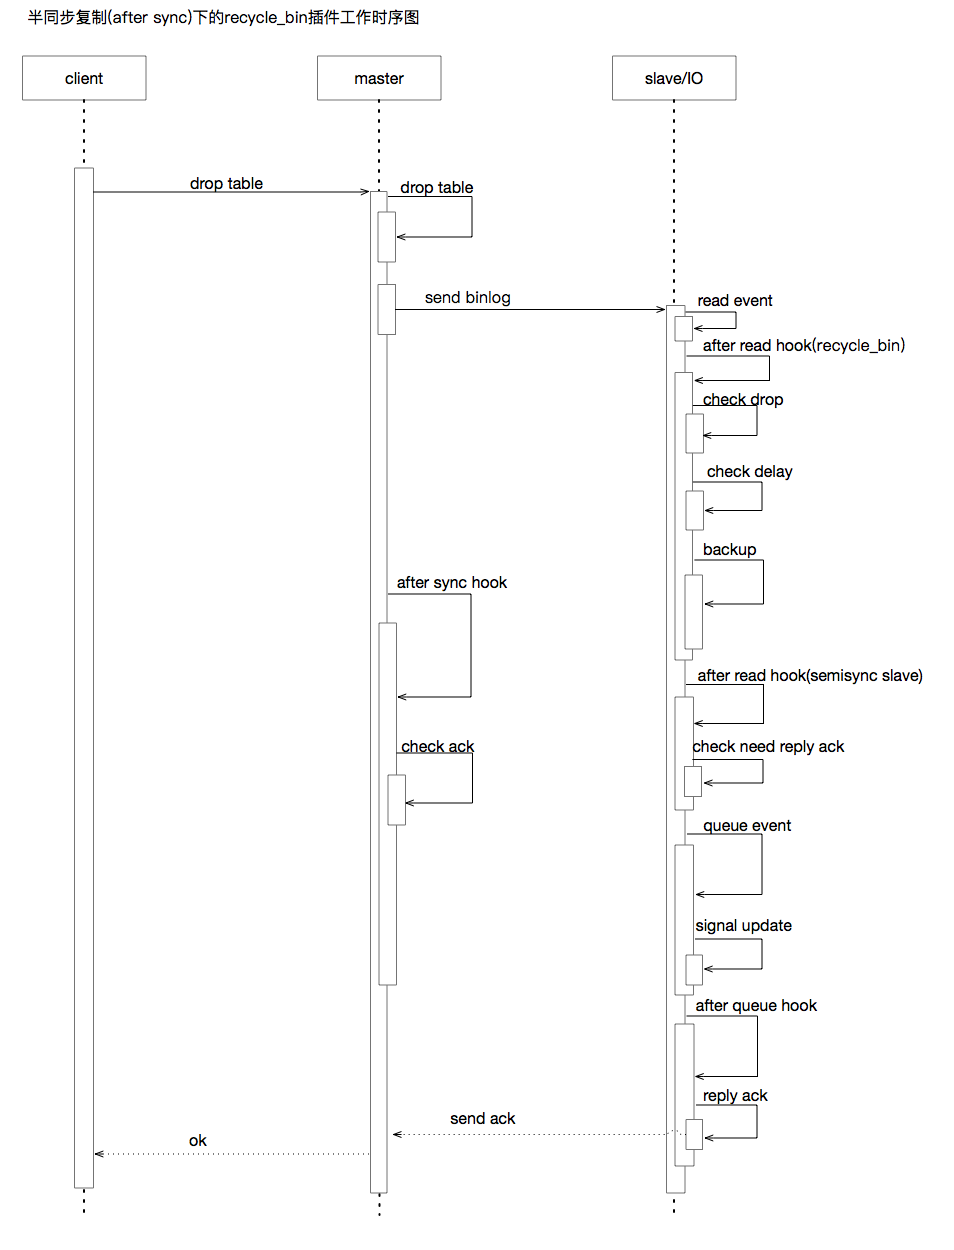 半同步复制(after sync)下的recycle_bin插件工作时序图
client
master
slave/IO
drop table
drop table
send binlog
read event
after read hook(recycle_bin)
check drop
check delay
backup
after sync hook
after read hook(semisync slave)
check ack
check need reply ack
queue event
signal update
after queue hook
reply ack
send ack
ok